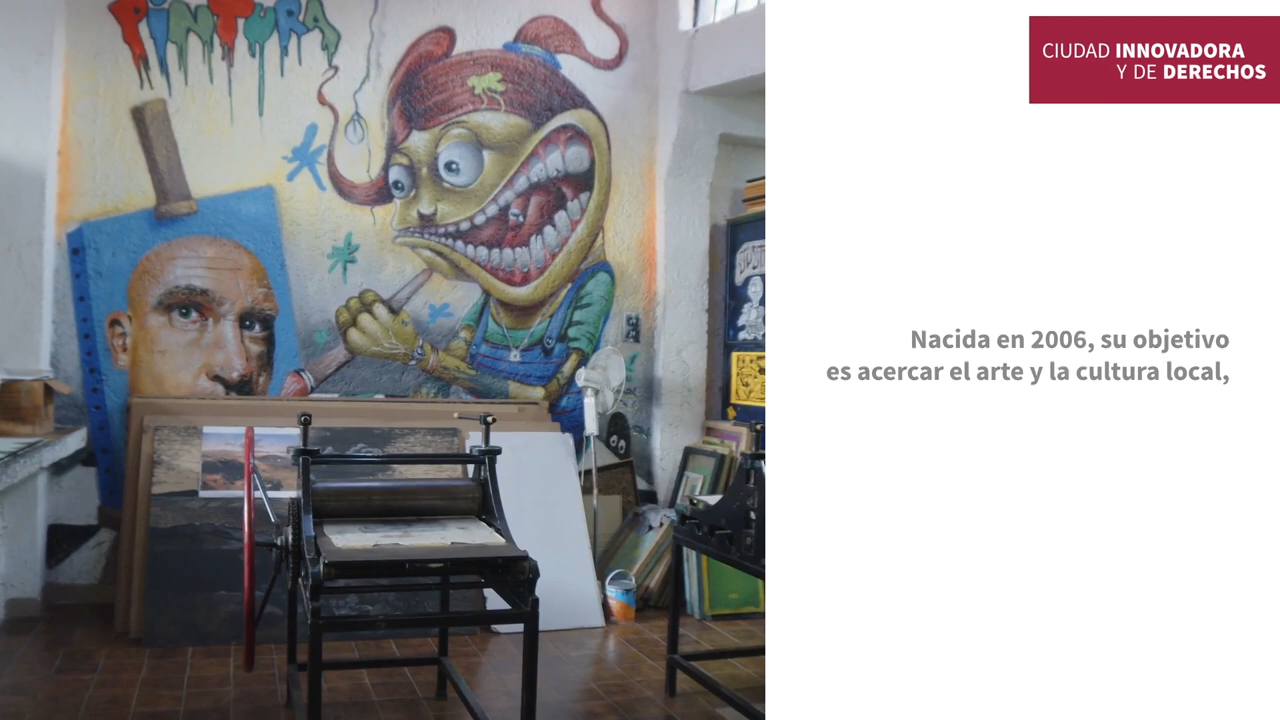 PiNTURA
CIUDAD INNOVADORA
Y DE DERECHOS
Nacida en 2006, su objetivo
es acercar el arte y la cultura local,